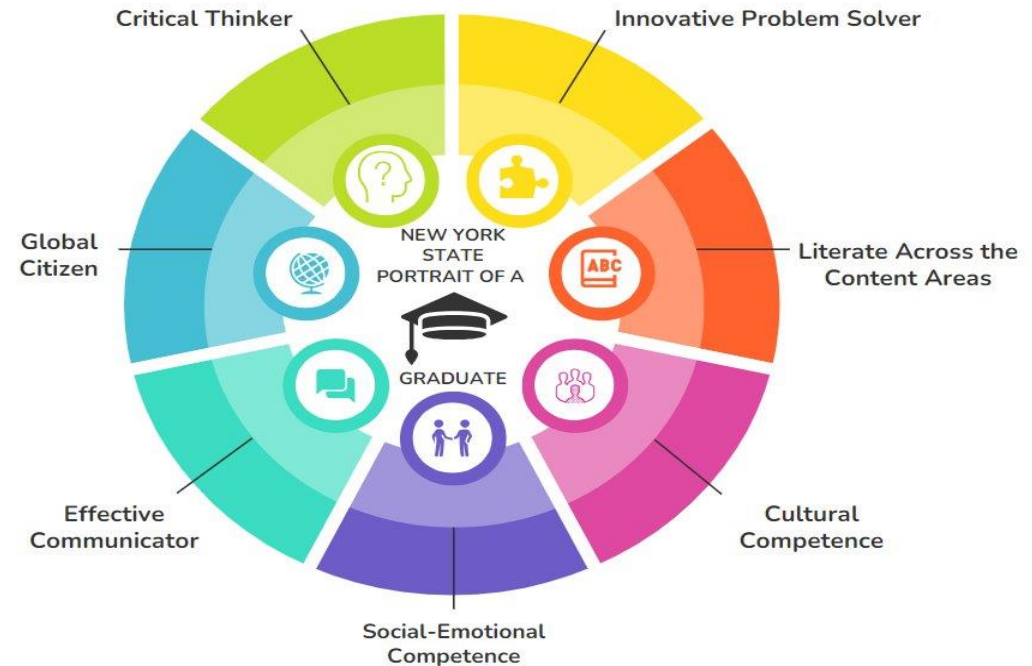 Critical Thinker
Innovative Problem Solver
Global
Citizen
?
NEW YORK
STATE
PORTRAIT OF A
GRADUATE
ABC
Literate Across the
Content Areas
Effective
Communicator
Cultural
Competence
Social-Emotional
Competence